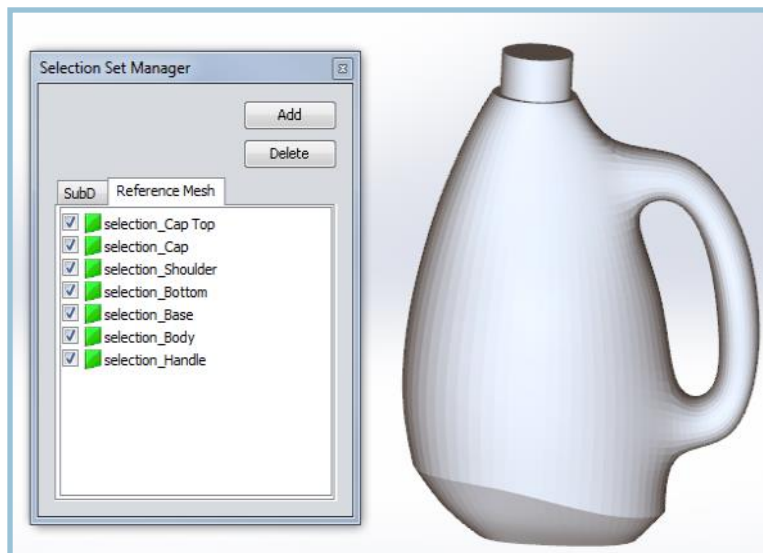 Selection Set Manager
Add
Delete
SubD Reference Mesh
selection_Cap Top
selection_Cap
selection_Shoulder
selection_Bottom
selection_Base
selection_Body
selection_Handle